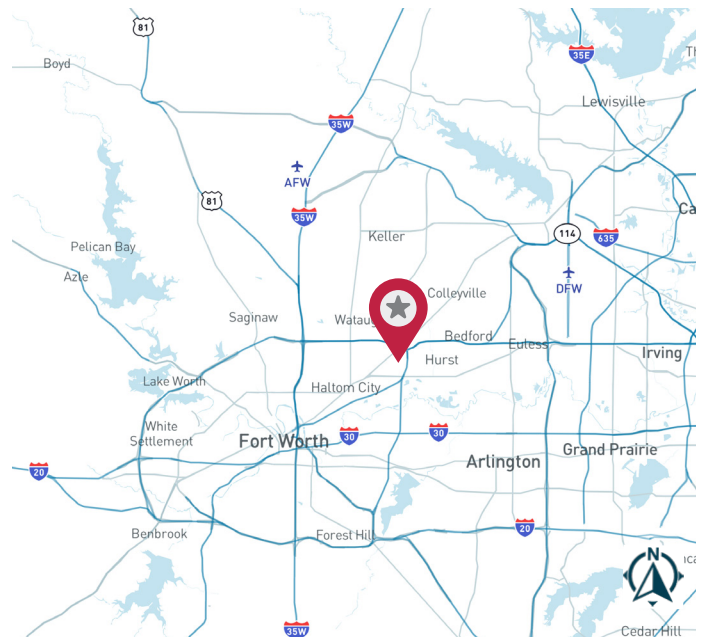 81
35E
Boyd
Lewisville
35W
AFW
81
35W
Keller
114
635
Pelican Bay
Azle
DFW
Colleyville
Saginaw
Bedford
Euless
Irving
Hurst
Lake Worth
Haltom City
White
Settlement
Fort Worth
30
30
Arlington
Grand Prairie
20
20
Benbrook
Forest Hill
N
35W
Cedar Hill